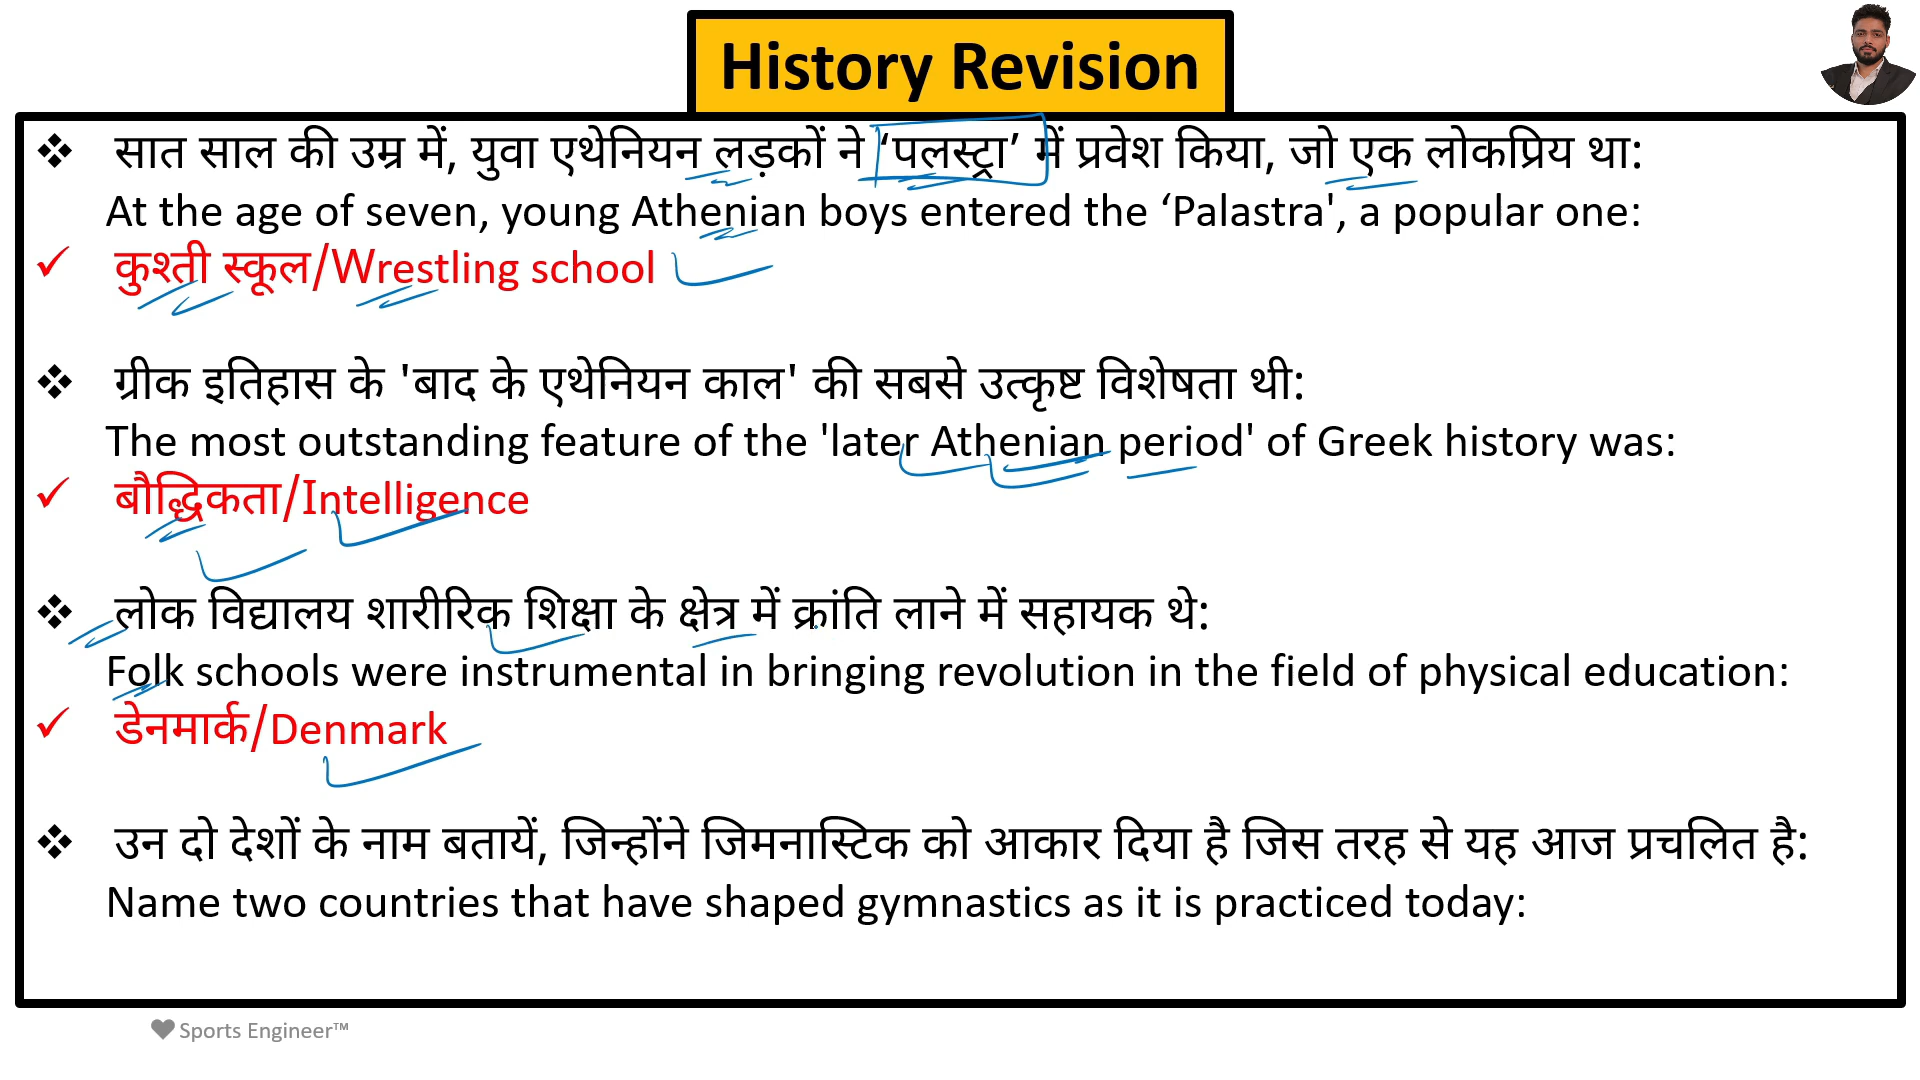 History Revision
❖ सात साल की उम्र में, युवा एथेनियन लड़कों ने ‘पलस्ट्रा’ में प्रवेश किया, जो एक लोकप्रिय था:
At the age of seven, young Athenian boys entered the ‘Palastra', a popular one:
✓ कुश्ती स्कूल/Wrestling school
❖ ग्रीक इतिहास के 'बाद के एथेनियन काल' की सबसे उत्कृष्ट विशेषता थी:
The most outstanding feature of the 'later Athenian period' of Greek history was:
✓ बौद्धिकता/Intelligence
❖ लोक विद्यालय शारीरिक शिक्षा के क्षेत्र में क्रांति लाने में सहायक थे:
Folk schools were instrumental in bringing revolution in the field of physical education:
✓ डेनमार्क/Denmark
❖ उन दो देशों के नाम बतायें, जिन्होंने जिमनास्टिक को आकार दिया है जिस तरह से यह आज प्रचलित है:
Name two countries that have shaped gymnastics as it is practiced today:
Sports Engineer™